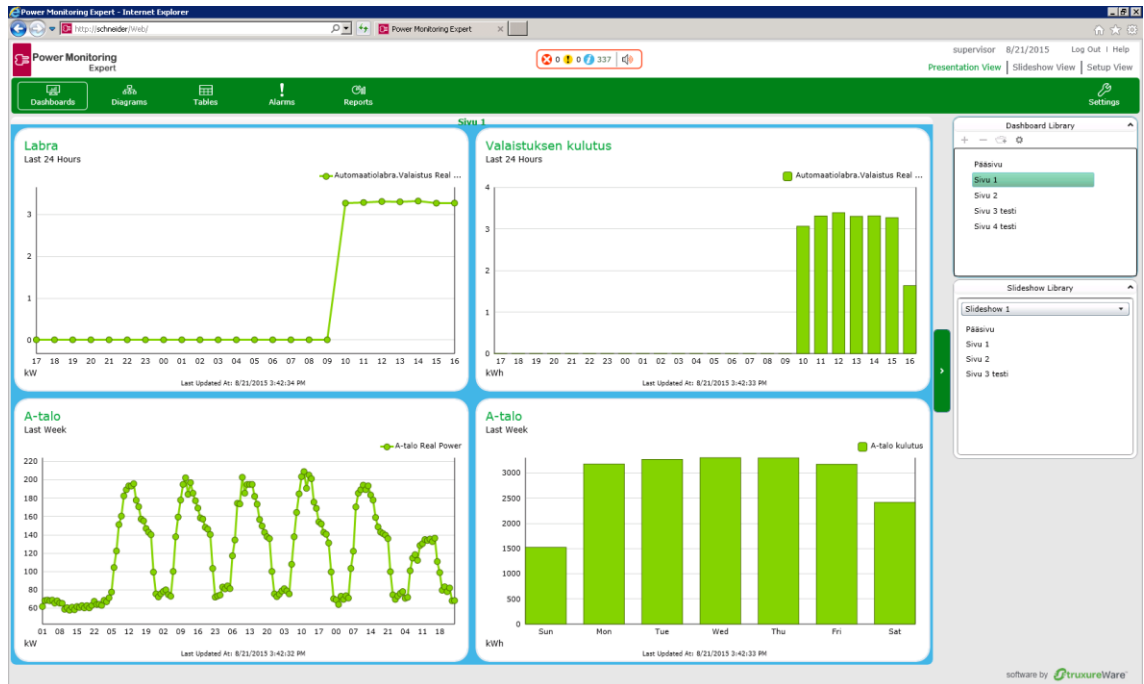 Power Monitoring Expert - Internet Explorer
http://schneider/Web/
Power Monitoring Expert
Power Monitoring
Expert
0 0 337
supervisor 8/21/2015 Log Out | Help
Presentation View | Slideshow View | Setup View
Dashboards Diagrams Tables Alarms Reports Settings
Sivu 1
Labra
Last 24 Hours
Automaatiolabra.Valaistus Real ...
3
2
1
0
17 18 19 20 21 22 23 00 01 02 03 04 05 06 07 08 09 10 11 12 13 14 15 16
kW
Last Updated At: 8/21/2015 3:42:34 PM
Valaistuksen kulutus
Last 24 Hours
Automaatiolabra.Valaistus Real ...
4
3
2
1
0
17 18 19 20 21 22 23 00 01 02 03 04 05 06 07 08 09 10 11 12 13 14 15 16
kWh
Last Updated At: 8/21/2015 3:42:33 PM
A-talo
Last Week
A-talo Real Power
220
200
180
160
140
120
100
80
60
01 08 15 22 05 12 19 02 09 16 23 06 13 20 03 10 17 00 07 14 21 04 11 18
kW
Last Updated At: 8/21/2015 3:42:32 PM
A-talo
Last Week
A-talo kulutus
3000
2500
2000
1500
1000
500
0
Sun Mon Tue Wed Thu Fri Sat
kWh
Last Updated At: 8/21/2015 3:42:33 PM
Dashboard Library
Pääsivu
Sivu 1
Sivu 2
Sivu 3 testi
Sivu 4 testi
Slideshow Library
Slideshow 1
Pääsivu
Sivu 1
Sivu 2
Sivu 3 testi
software by StruxureWare